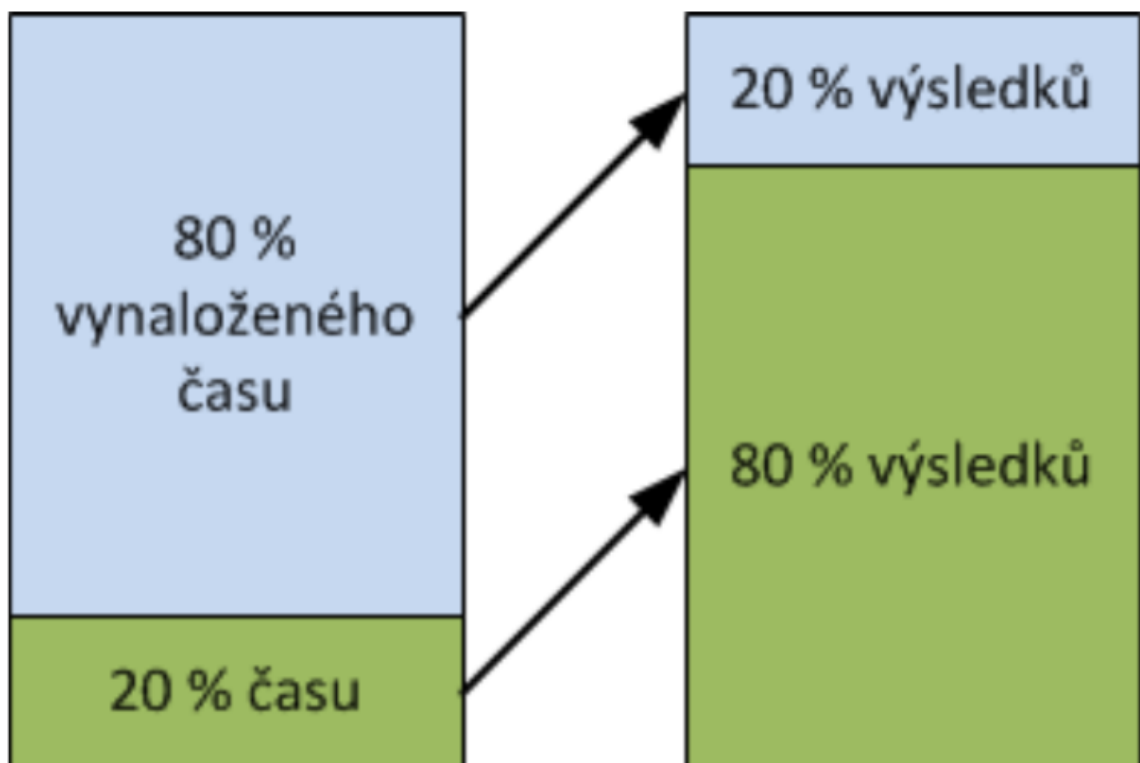 80 %
vynaloženého
času
20 % času
20 % výsledků
80 % výsledků